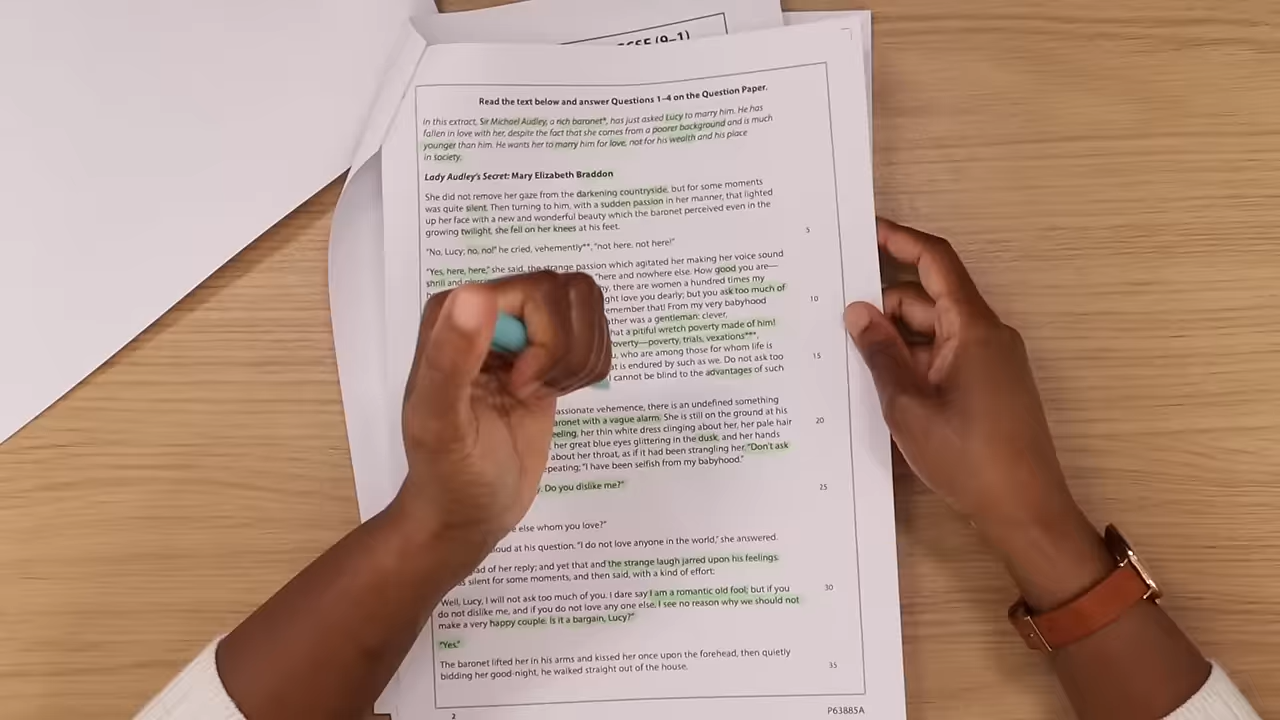 GCSE (9–1)
Read the text below and answer Questions 1–4 on the Question Paper.
In this extract, Sir Michael Audley, a rich baronet*, has just asked Lucy to marry him. He has
fallen in love with her, despite the fact that she comes from a poorer background and is much
younger than him. He wants her to marry him for love, not for his wealth and his place
in society.
Lady Audley's Secret: Mary Elizabeth Braddon
She did not remove her gaze from the darkening countryside, but for some moments
was quite silent. Then turning to him, with a sudden passion in her manner, that lighted
up her face with a new and wonderful beauty which the baronet perceived even in the
growing twilight, she fell on her knees at his feet.
5
"No, Lucy; no, no!" he cried, vehemently**, "not here, not here!"
"Yes, here, here," she said, the strange passion which agitated her making her voice sound
shrill and "here and nowhere else. How good you are—
there are women a hundred times my
love you dearly; but you ask too much of
10
remember that! From my very babyhood
father was a gentleman: clever,
a pitiful wretch poverty made of him!
Poverty—poverty, trials, vexations***,
who are among those for whom life is
15
is endured by such as we. Do not ask too
I cannot be blind to the advantages of such
passionate vehemence, there is an undefined something
baronet with a vague alarm. She is still on the ground at his
20
her thin white dress clinging about her, her pale hair
her great blue eyes glittering in the dusk, and her hands
about her throat, as if it had been strangling her. "Don't ask
repeating; "I have been selfish from my babyhood."
Do you dislike me?"
25
else whom you love?"
aloud at his question. "I do not love anyone in the world," she answered.
of her reply; and yet that and the strange laugh jarred upon his feelings.
silent for some moments, and then said, with a kind of effort:
"Well, Lucy, I will not ask too much of you. I dare say I am a romantic old fool; but if you
30
do not dislike me, and if you do not love any one else, I see no reason why we should not
make a very happy couple. Is it a bargain, Lucy?"
"Yes."
The baronet lifted her in his arms and kissed her once upon the forehead, then quietly
bidding her good-night, he walked straight out of the house.
35
2
P63885A